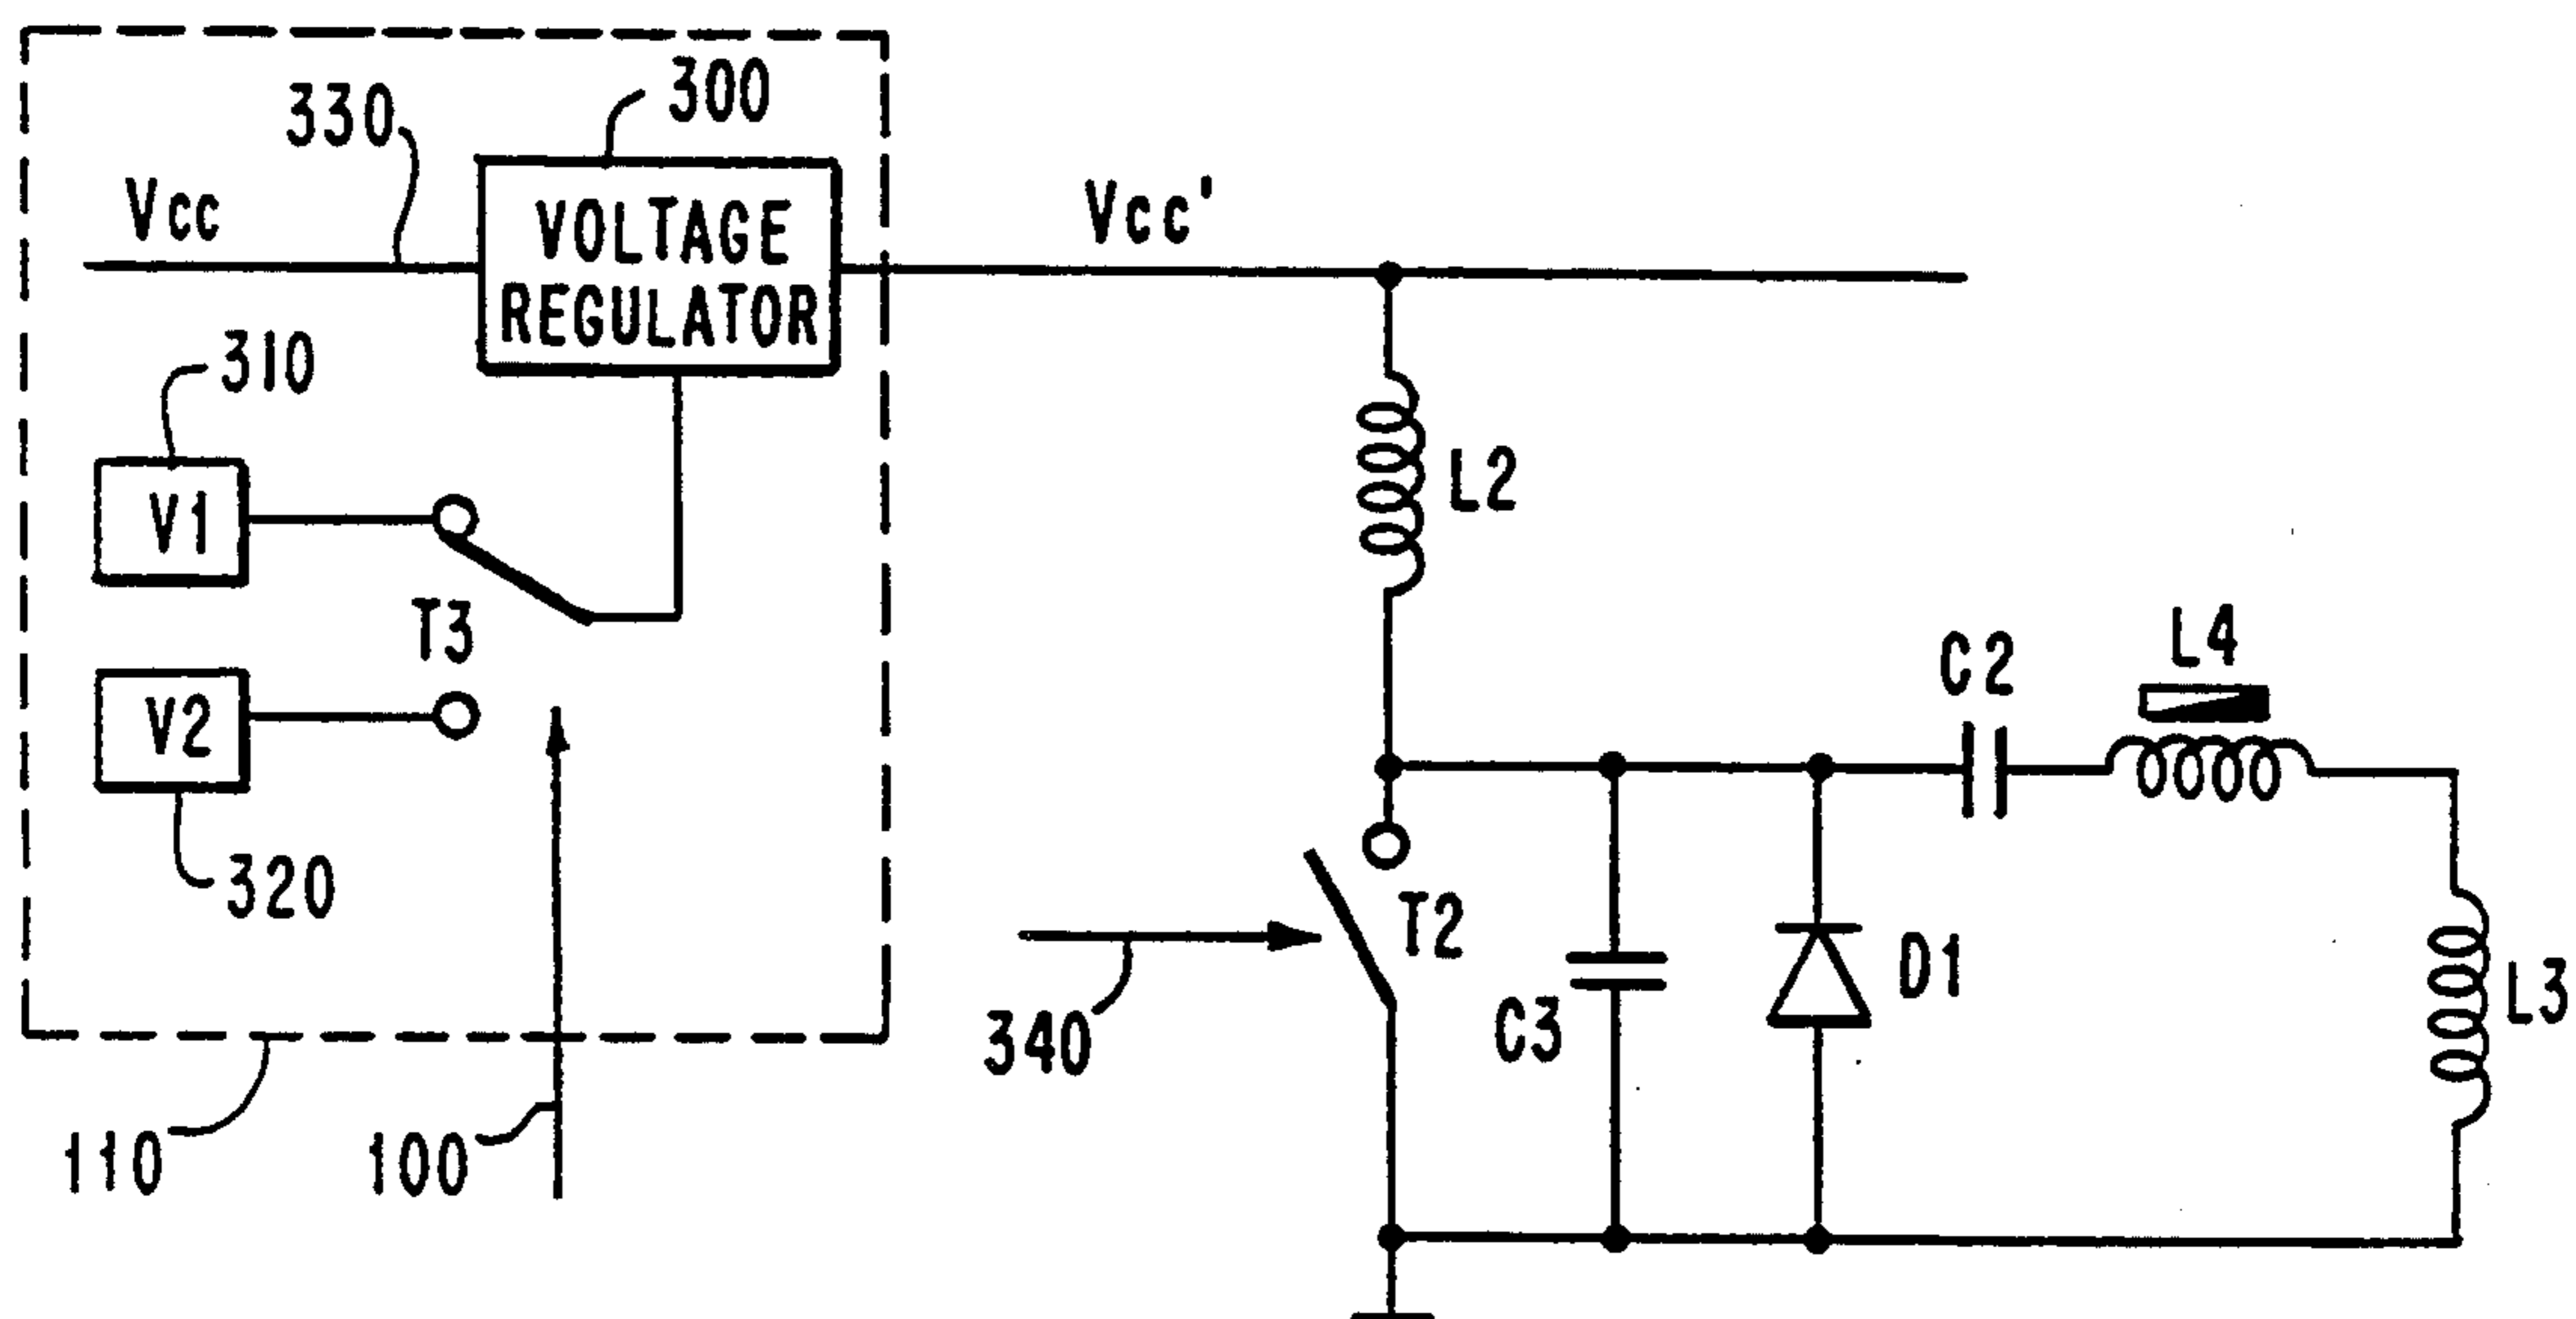 300
330
Vcc
VOLTAGE
REGULATOR
Vcc'
310
V1
L2
T3
V2
L4
C2
320
T2
D1
L3
C3
340
110
100